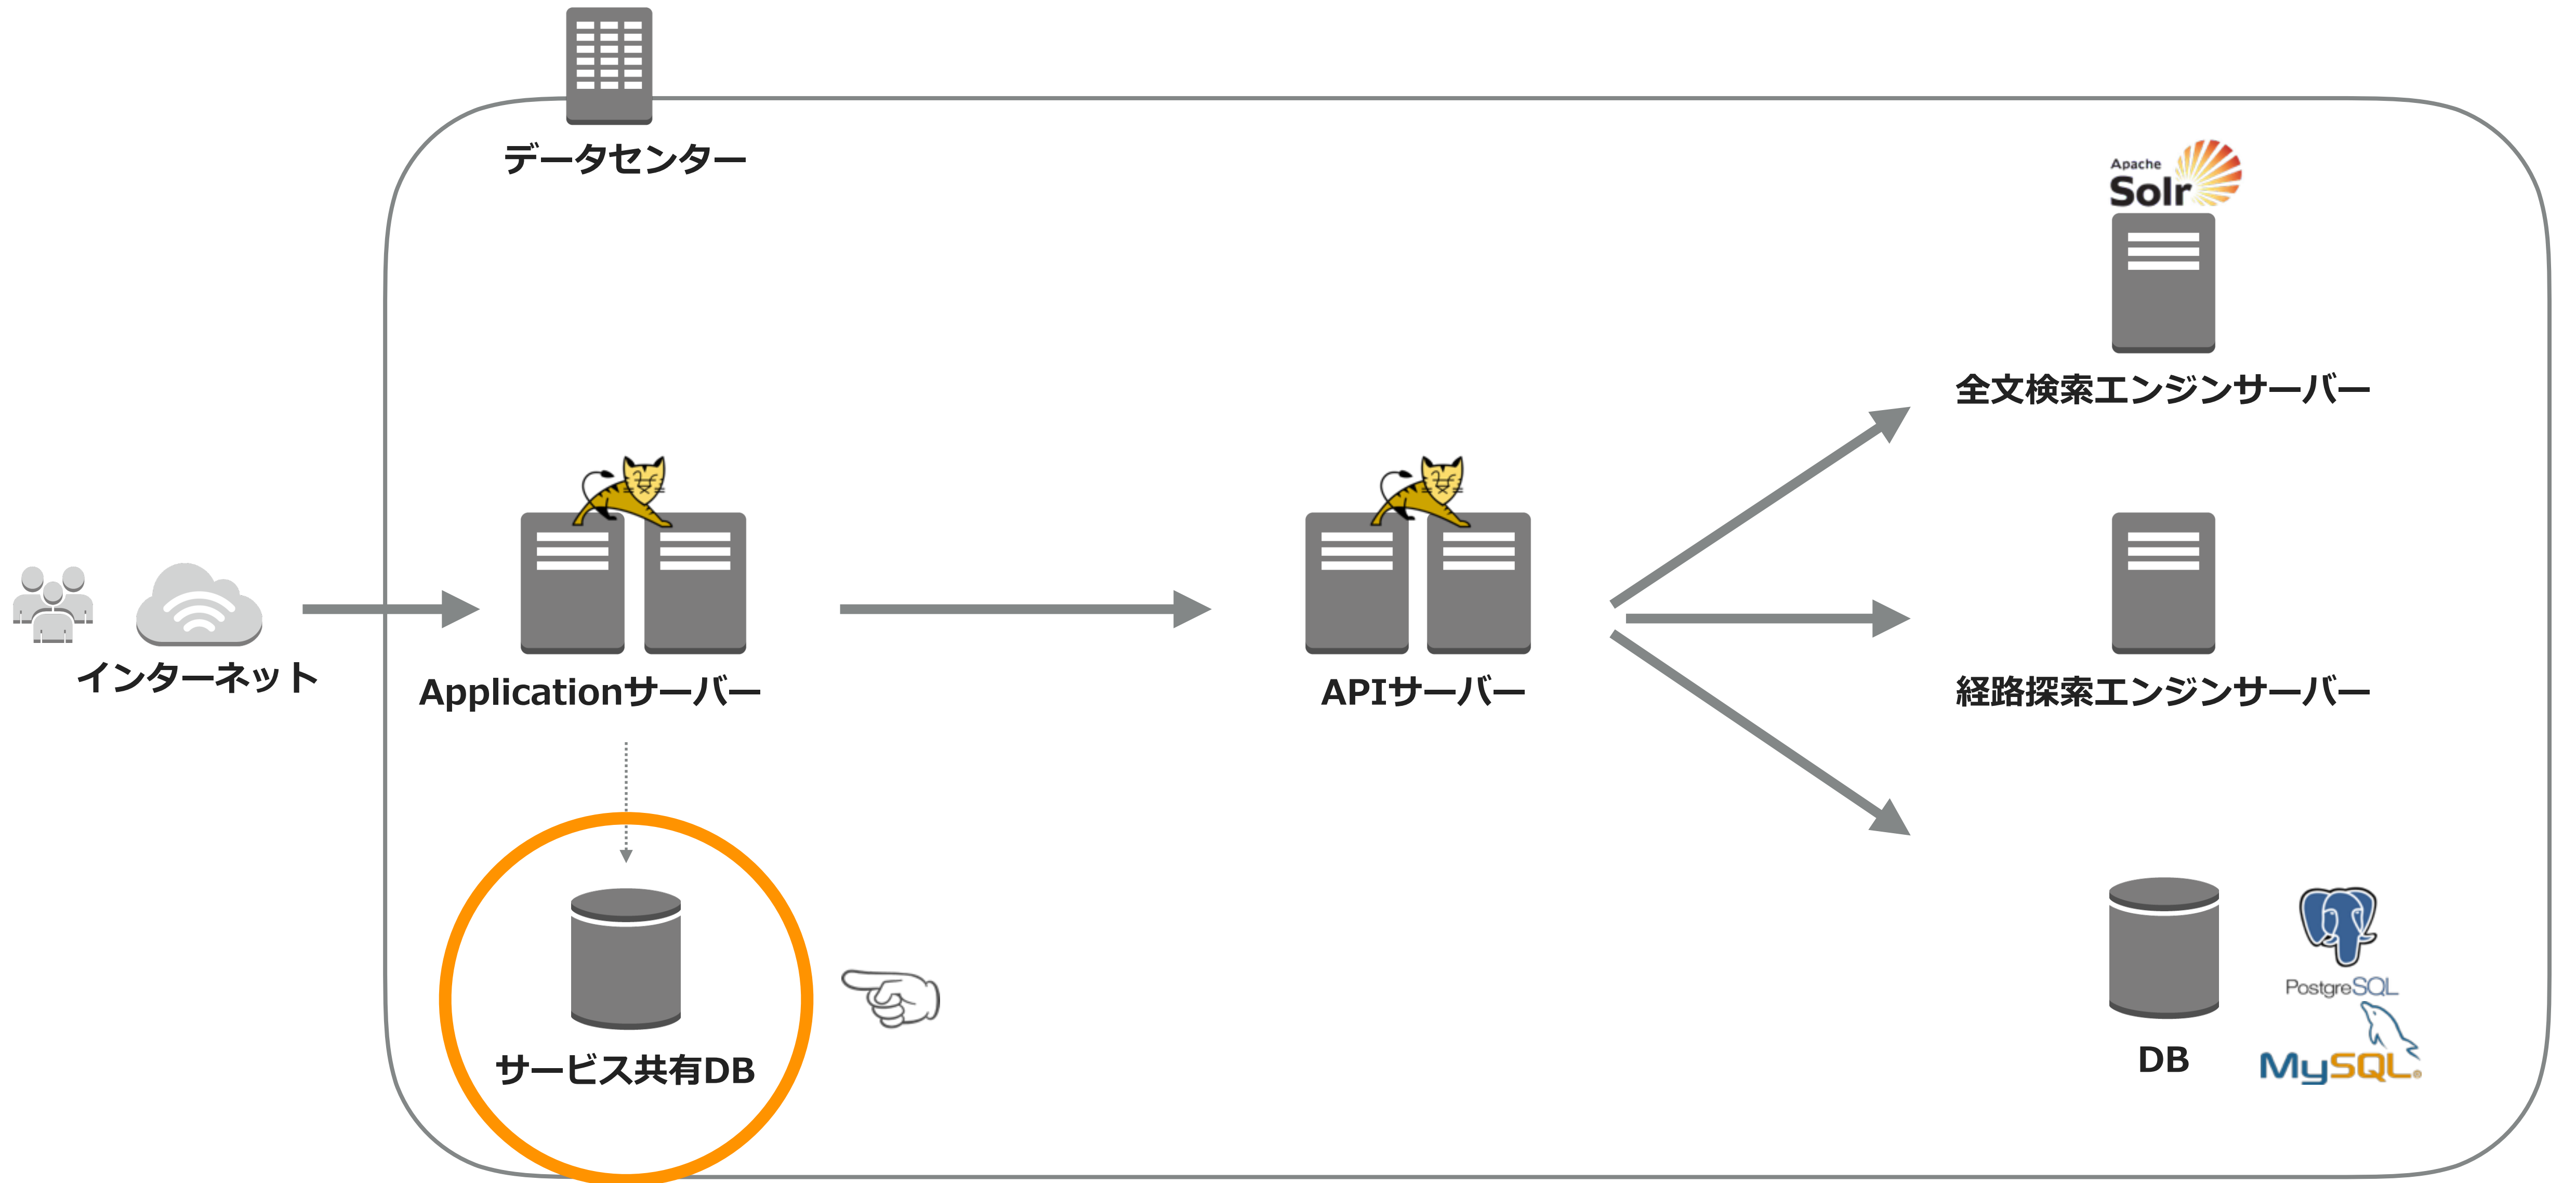 データセンター
Apache
Solr
全文検索エンジンサーバー
インターネット
Applicationサーバー
APIサーバー
経路探索エンジンサーバー
サービス共有DB
DB
PostgreSQL
MySQL®